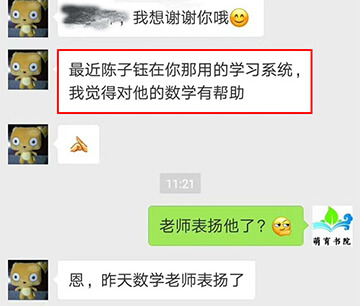 ，我想谢谢你哦
最近陈子钰在你那用的学习系统，
我觉得对他的数学有帮助
11:21
老师表扬他了？
萌育书院
恩，昨天数学老师表扬了